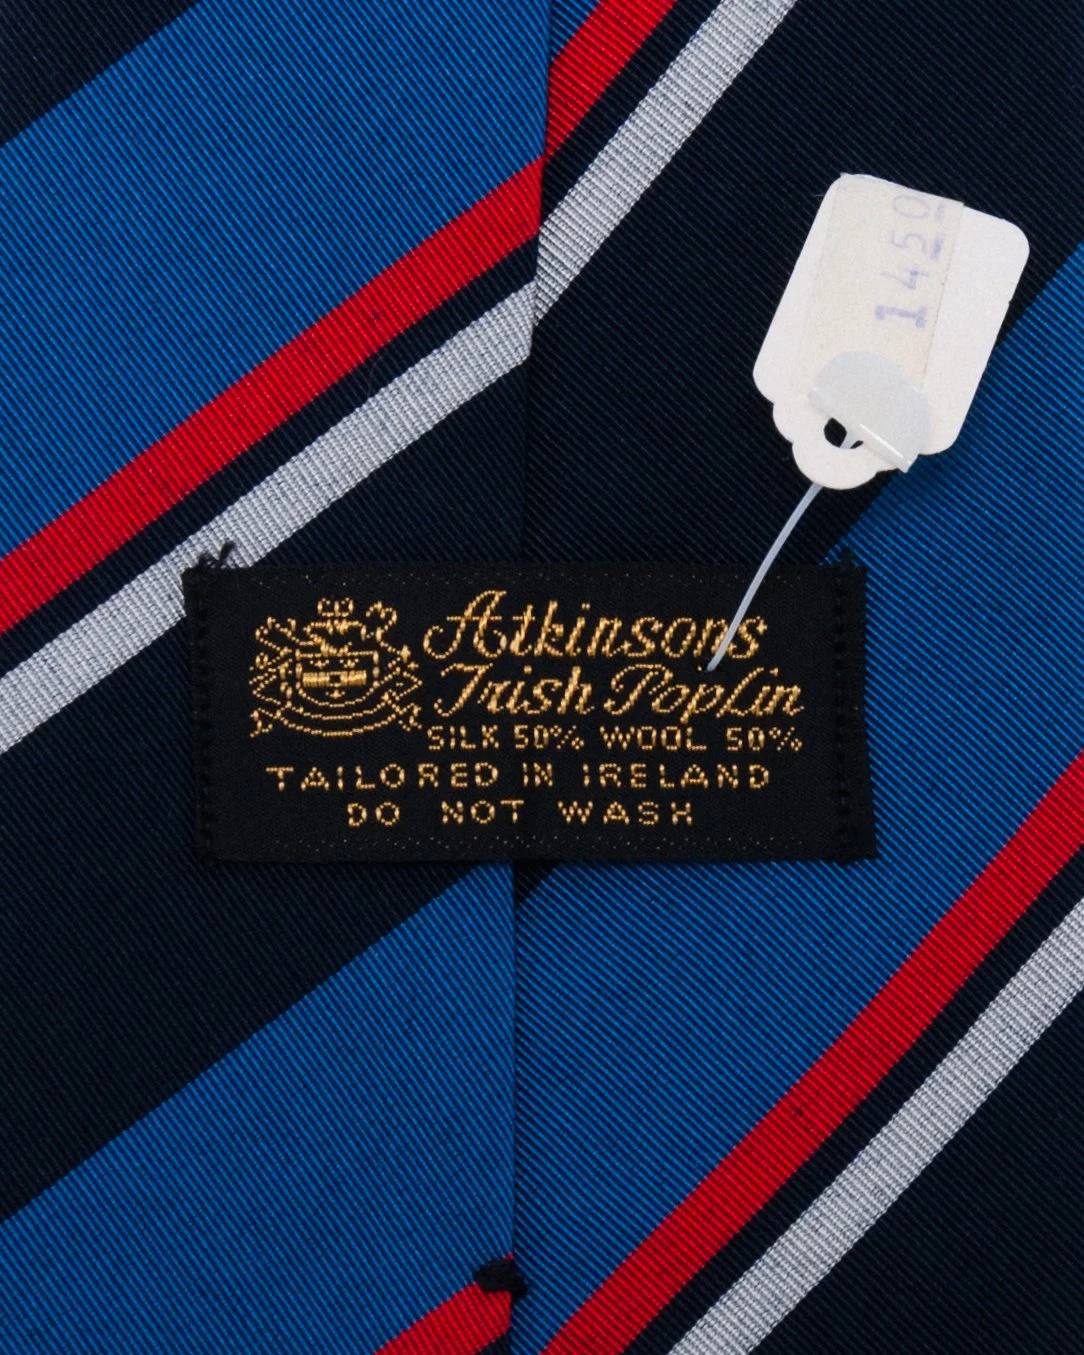 1450
Atkinsons
Irish Poplin
SILK 50% WOOL 50%
TAILORED IN IRELAND
DO NOT WASH